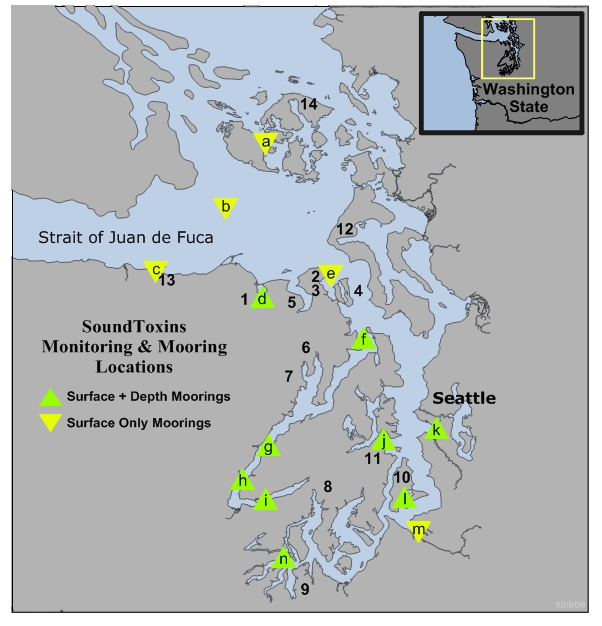 Washington
State
14
a
b
12
Strait of Juan de Fuca
c
13
e
2
3
4
1
d
5
SoundToxins
Monitoring & Mooring
Locations
f
6
7
Surface + Depth Moorings
Surface Only Moorings
Seattle
k
g
j
11
10
h
i
8
l
m
n
9
SD/BDB